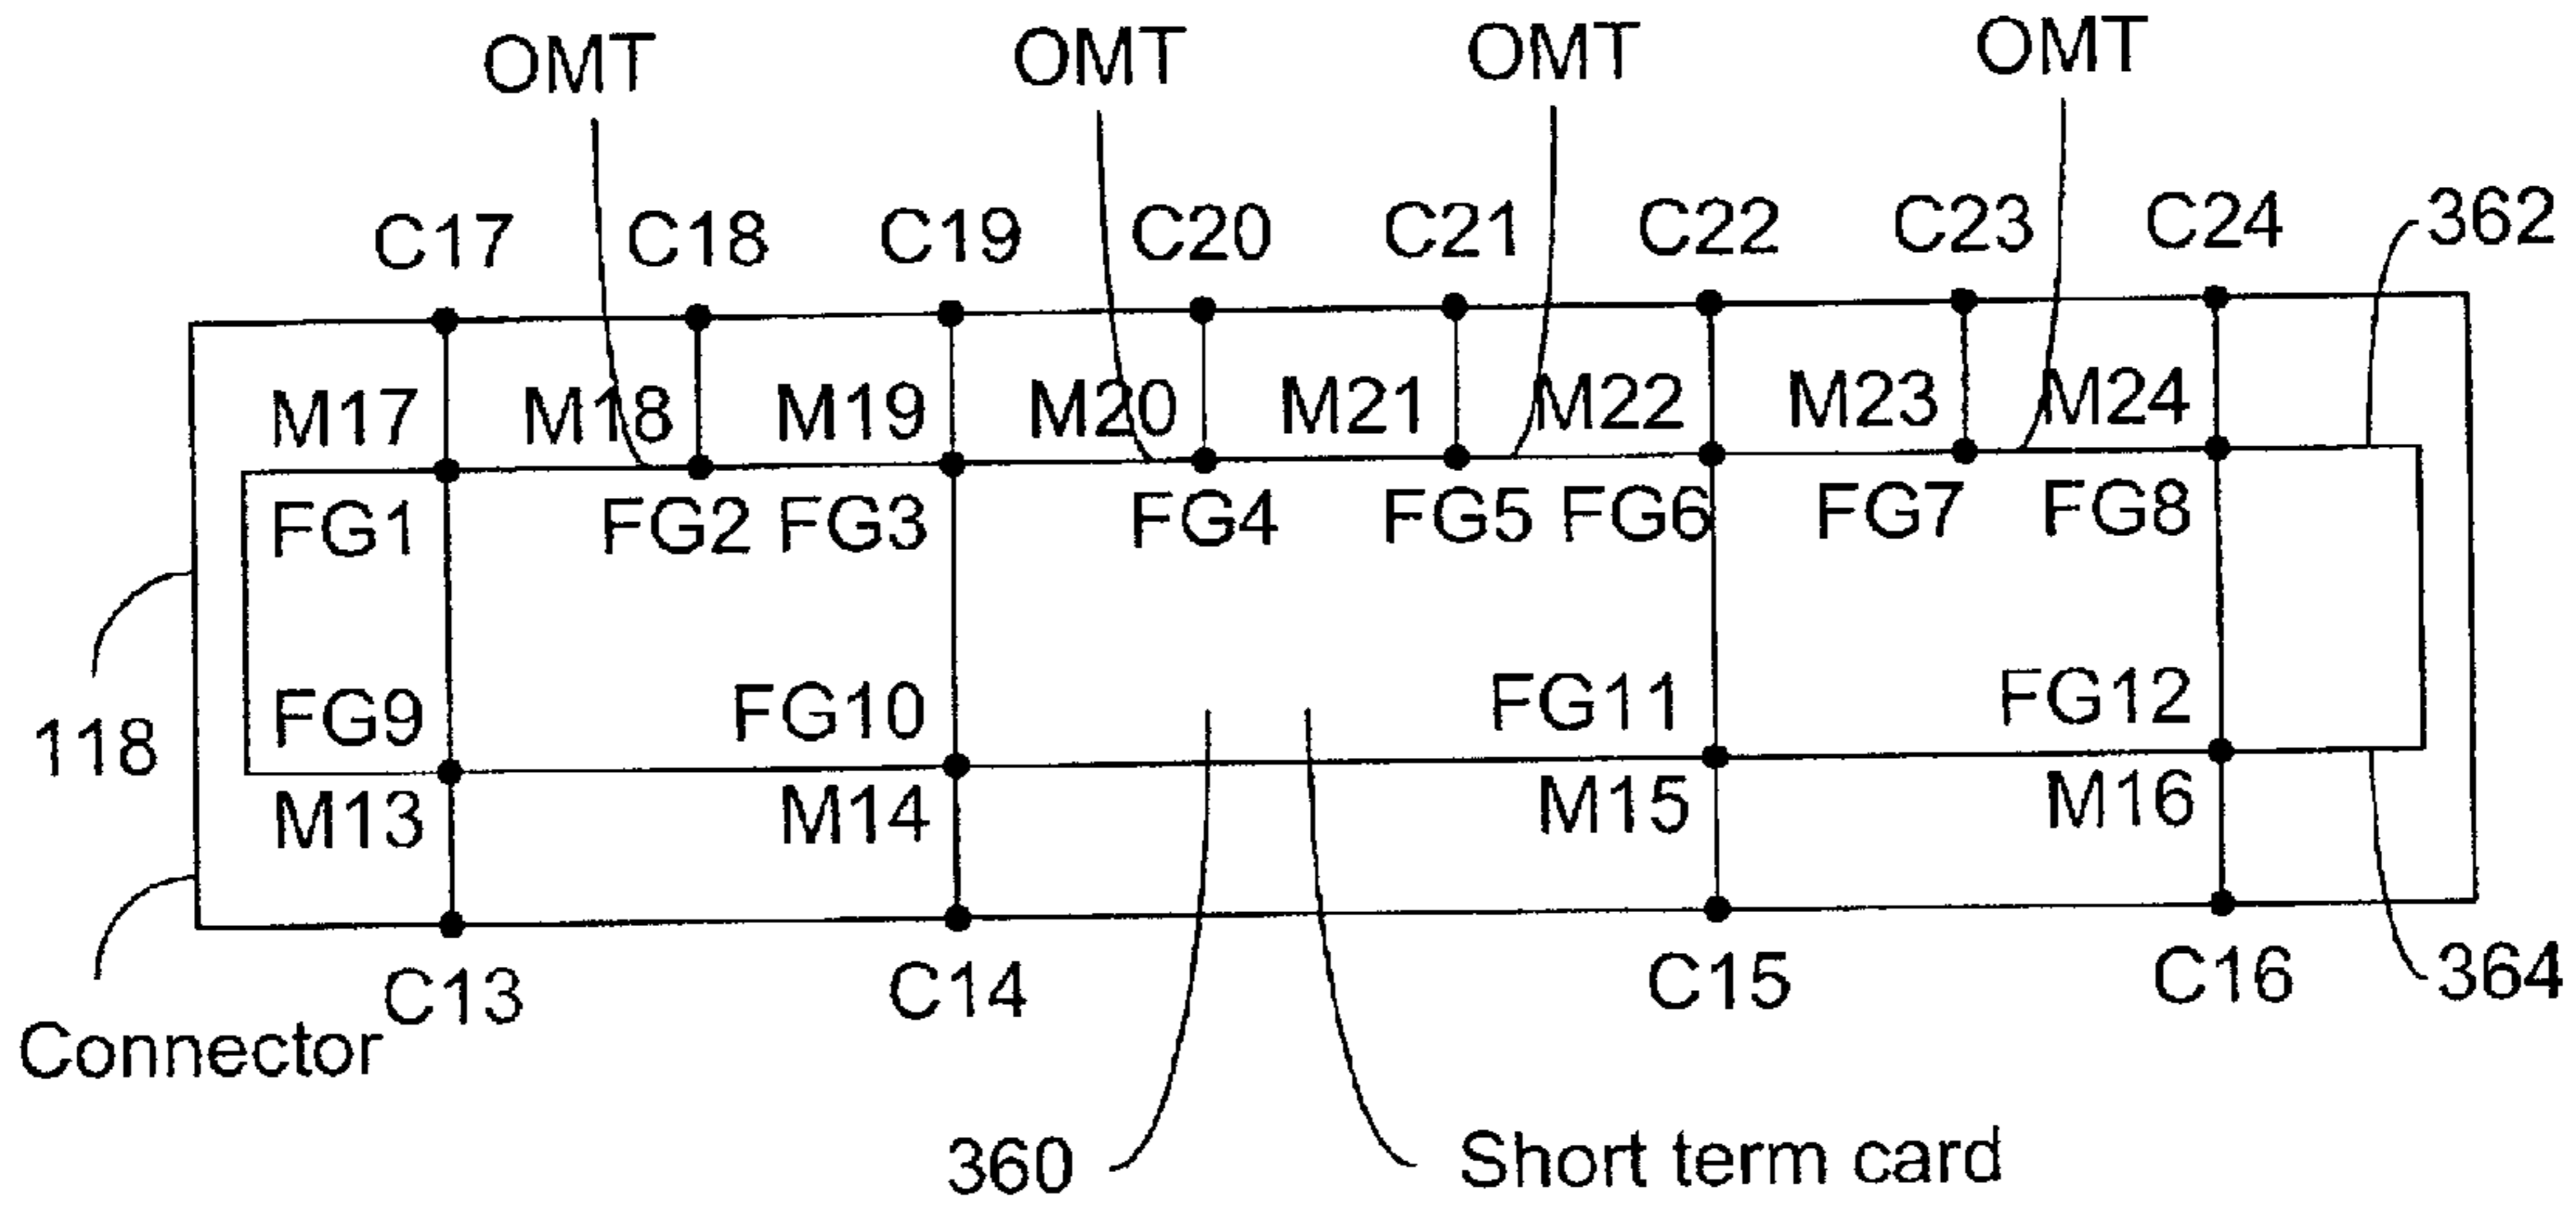 OMT OMT OMT OMT
C17 C18 C19 C20 C21 C22 C23 C24 362
M17 M18 M19 M20 M21 M22 M23 M24
FG1 FG2 FG3 FG4 FG5 FG6 FG7 FG8
118 FG9 FG10 FG11 FG12
M13 M14 M15 M16
C13 C14 C15 C16 364
Connector
360 Short term card